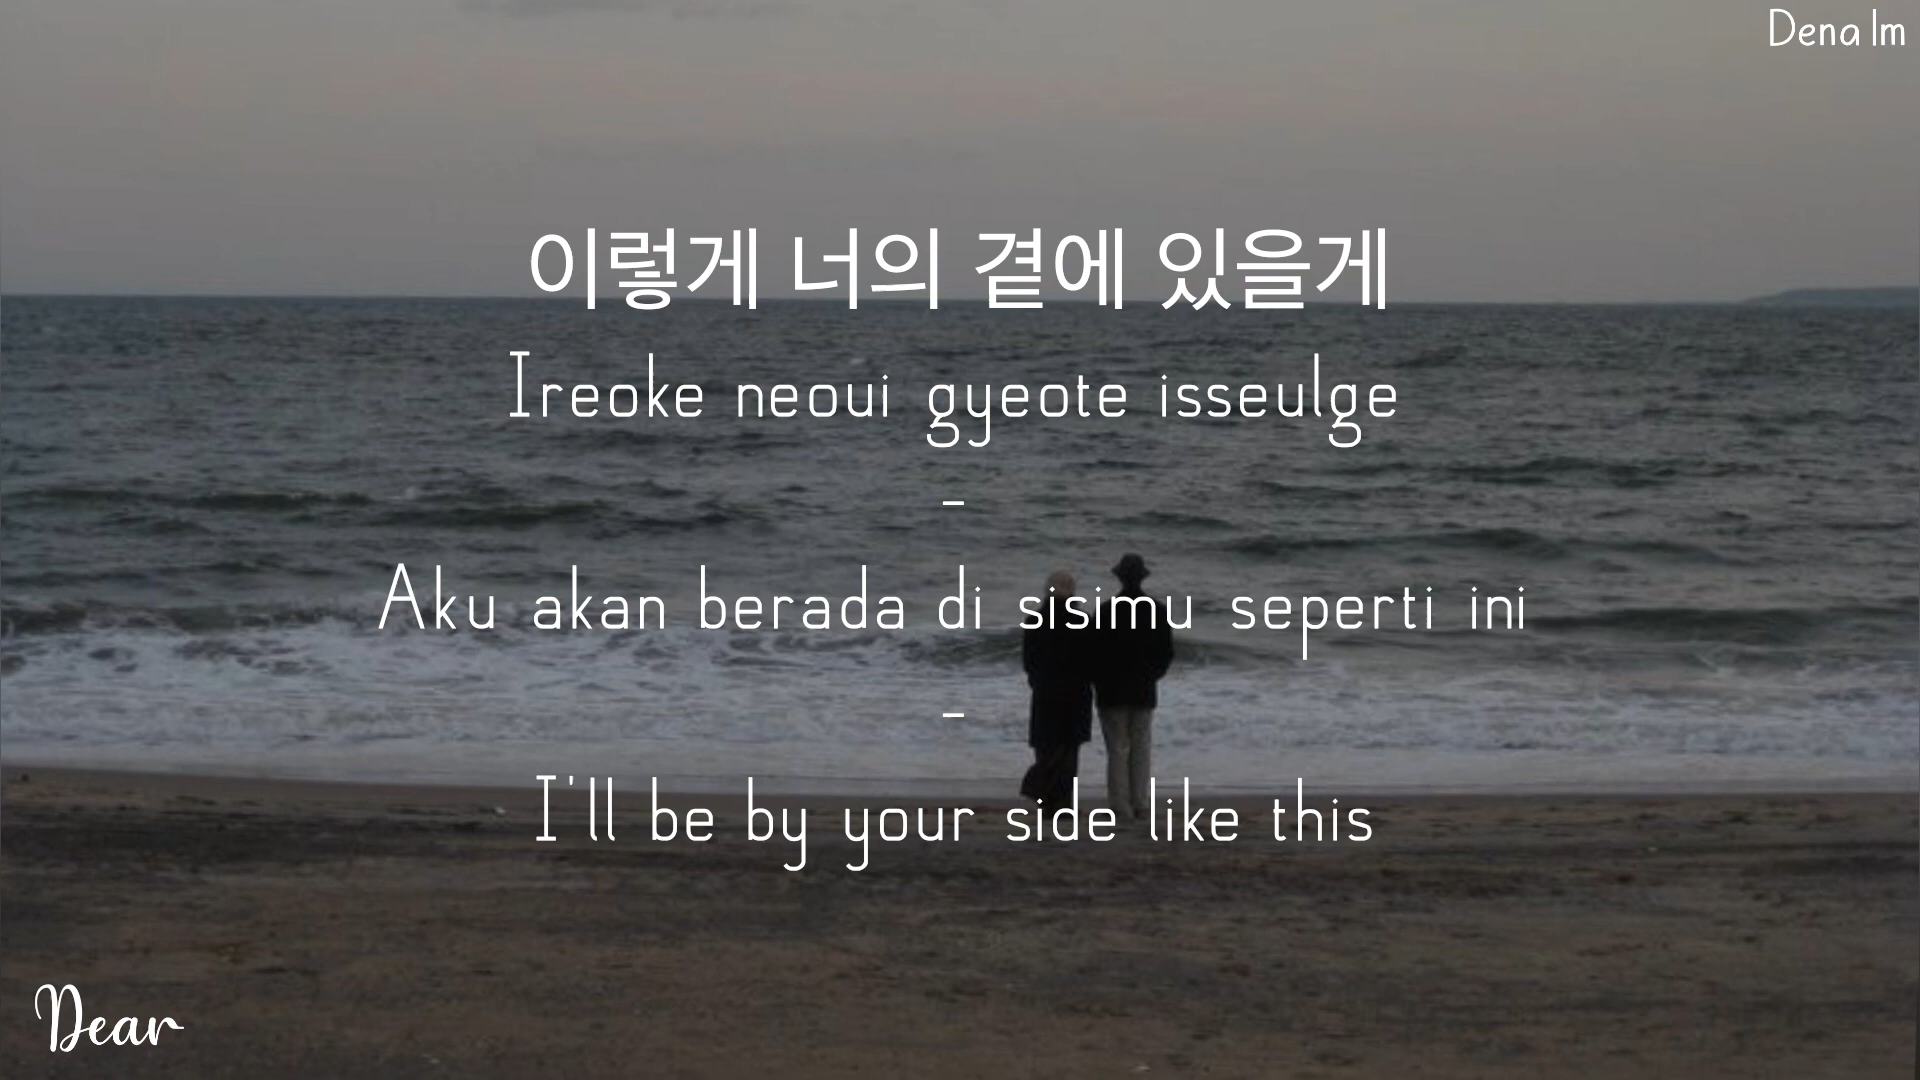 Dena Im
이렇게 너의 곁에 있을게
Ireoke neoui gyeote isseulge
-
Aku akan berada di sisimu seperti ini
-
I'll be by your side like this
Dear